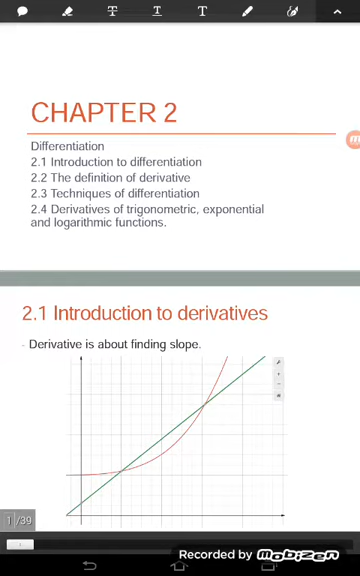 CHAPTER 2
Differentiation
2.1 Introduction to differentiation
2.2 The definition of derivative
2.3 Techniques of differentiation
2.4 Derivatives of trigonometric, exponential
and logarithmic functions.
2.1 Introduction to derivatives
- Derivative is about finding slope.
1 /39
Recorded by Mobizen